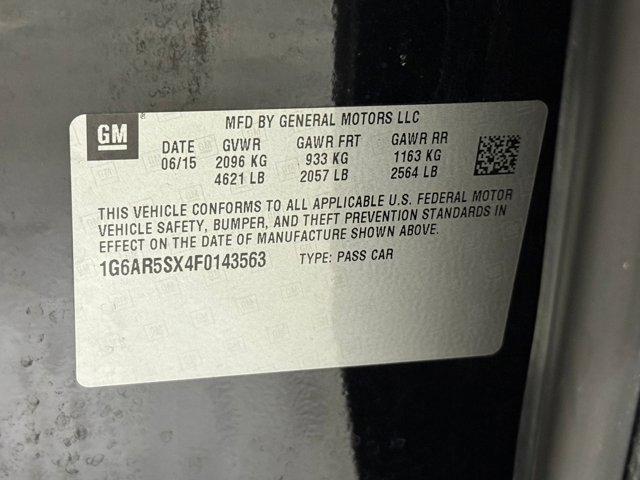 GM
®
MFD BY GENERAL MOTORS LLC
DATE GVWR GAWR FRT GAWR RR
06/15 2096 KG 933 KG 1163 KG
4621 LB 2057 LB 2564 LB
THIS VEHICLE CONFORMS TO ALL APPLICABLE U.S. FEDERAL MOTOR
VEHICLE SAFETY, BUMPER, AND THEFT PREVENTION STANDARDS IN
EFFECT ON THE DATE OF MANUFACTURE SHOWN ABOVE.
1G6AR5SX4F0143563 TYPE: PASS CAR